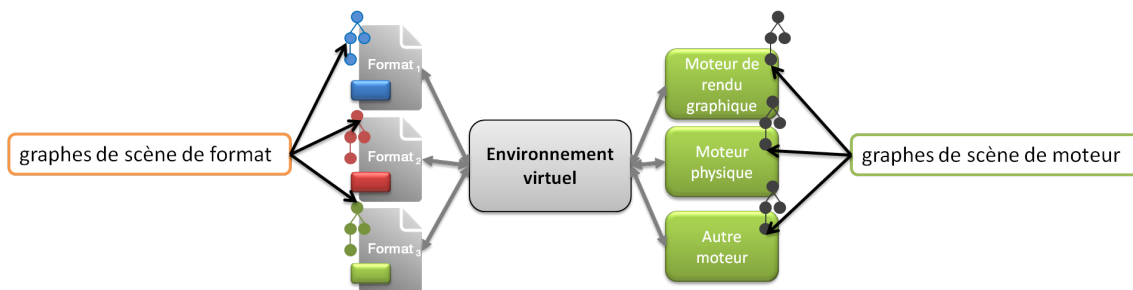 graphes de scène de format
Format 1
Format 2
Format 3
Environnement
virtuel
Moteur de
rendu
graphique
Moteur
physique
Autre
moteur
graphes de scène de moteur